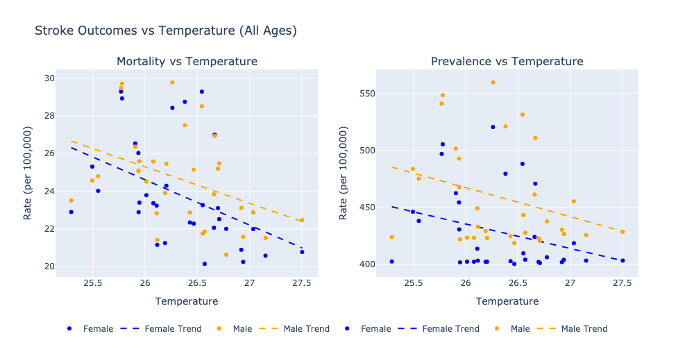 Stroke Outcomes vs Temperature (All Ages)
Mortality vs Temperature
Prevalence vs Temperature
Rate (per 100,000)
30
28
26
24
22
20
25.5
26
26.5
27
27.5
Temperature
Rate (per 100,000)
550
500
450
400
25.5
26
26.5
27
27.5
Temperature
Female Female Trend Male Male Trend Female Female Trend Male Male Trend